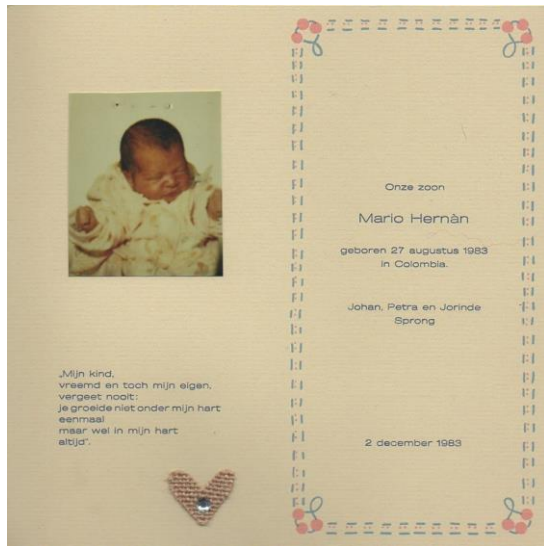 „Mijn kind,
vreemd en toch mijn eigen,
vergeet nooit:
je groeide niet onder mijn hart
eenmaal
maar wel in mijn hart
altijd".
Onze zoon
Mario Hernàn
geboren 27 augustus 1983
in Colombia.
Johan, Petra en Jorinde
Sprong
2 december 1983